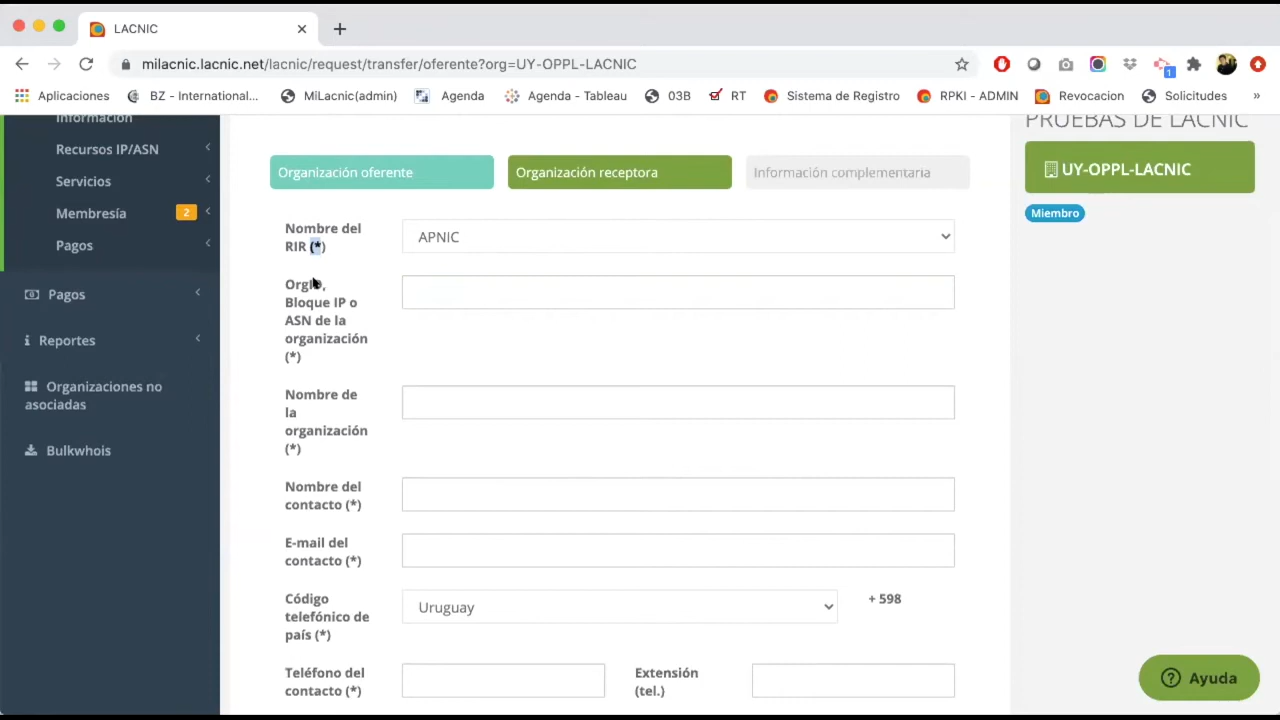 LACNIC
milacnic.lacnic.net/lacnic/request/transfer/oferente?org=UY-OPPL-LACNIC
1
Aplicaciones
BZ - International...
MiLacnic(admin)
Agenda
Agenda - Tableau
03B
RT
Sistema de Registro
RPKI - ADMIN
Revocacion
Solicitudes
»
Información
Recursos IP/ASN
Servicios
Membresía 2
Pagos
Pagos
Reportes
Organizaciones no
asociadas
Bulkwhois
Organización oferente
Organización receptora
Información complementaria
Nombre del
RIR (*)
APNIC
OrgID,
Bloque IP o
ASN de la
organización
(*)
Nombre de
la
organización
(*)
Nombre del
contacto (*)
E-mail del
contacto (*)
Código
telefónico de
país (*)
Uruguay
+ 598
Teléfono del
contacto (*)
Extensión
(tel.)
PRUEBAS DE LACNIC
UY-OPPL-LACNIC
Miembro
Ayuda